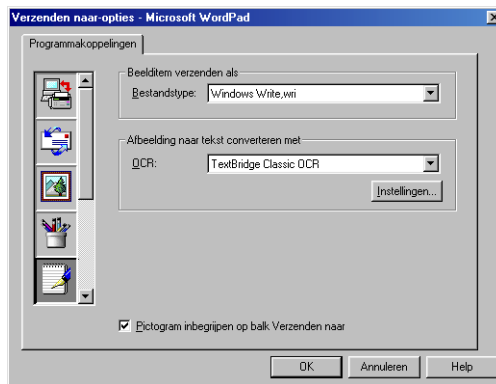 Verzenden naar-opties - Microsoft WordPad
Programmakoppelingen
Beelditem verzenden als
Bestandstype: Windows Write,wri
Afbeelding naar tekst converteren met
OCR: TextBridge Classic OCR
Instellingen...
Pictogram inbegrijpen op balk Verzenden naar
OK Annuleren Help